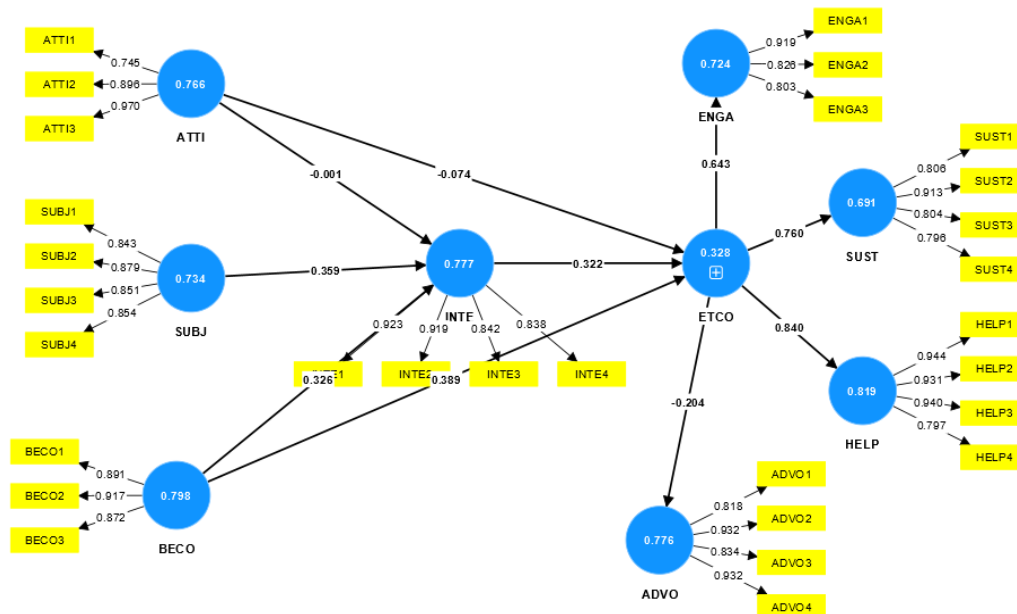 ATTI1
ATTI2
ATTI3
0.745
0.896
0.970
0.766
ATTI
-0.001
-0.074
SUBJ1
SUBJ2
SUBJ3
SUBJ4
0.843
0.879
0.851
0.854
0.734
SUBJ
0.359
BECO1
BECO2
BECO3
0.891
0.917
0.872
0.798
BECO
0.326
0.389
0.777
INTE
0.322
0.923
0.919
0.842
0.838
INTE1
INTE2
INTE3
INTE4
0.328
ETCO
0.643
0.760
0.840
-0.204
0.724
ENGA
0.919
0.826
0.803
ENGA1
ENGA2
ENGA3
0.691
SUST
0.806
0.913
0.804
0.796
SUST1
SUST2
SUST3
SUST4
0.819
HELP
0.944
0.931
0.940
0.797
HELP1
HELP2
HELP3
HELP4
0.776
ADVO
0.818
0.932
0.834
0.932
ADVO1
ADVO2
ADVO3
ADVO4